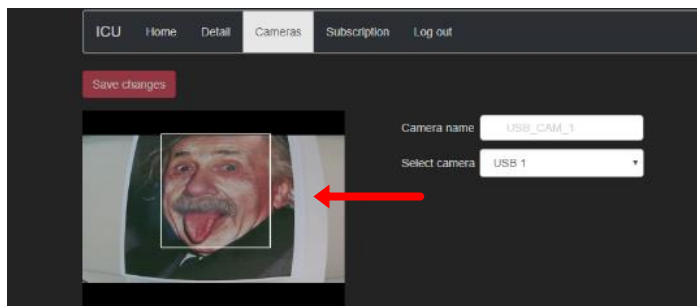 ICU Home Detail Cameras Subscription Log out
Save changes
Camera name USB_CAM_1
Select camera USB 1